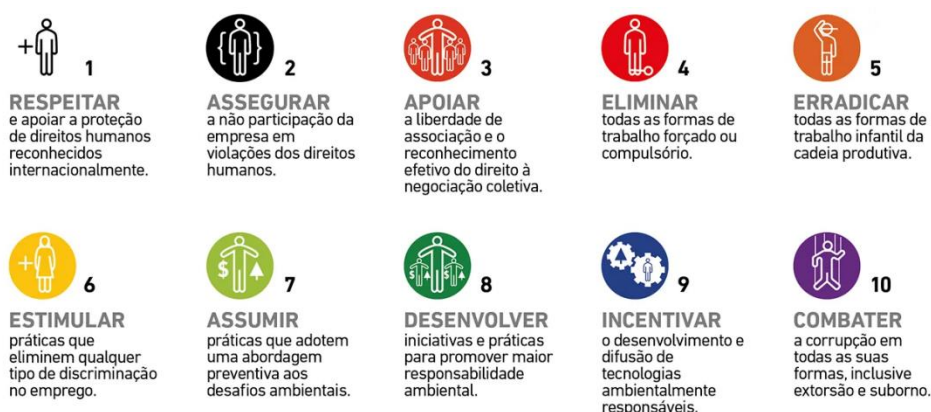 1
RESPEITAR
e apoiar a proteção
de direitos humanos
reconhecidos
internacionalmente.
2
ASSEGURAR
a não participação da
empresa em
violações dos direitos
humanos.
3
APOIAR
a liberdade de
associação e o
reconhecimento
efetivo do direito à
negociação coletiva.
4
ELIMINAR
todas as formas de
trabalho forçado ou
compulsório.
5
ERRADICAR
todas as formas de
trabalho infantil da
cadeia produtiva.
6
ESTIMULAR
práticas que
eliminem qualquer
tipo de discriminação
no emprego.
7
$
ASSUMIR
práticas que adotem
uma abordagem
preventiva aos
desafios ambientais.
8
$ $
DESENVOLVER
iniciativas e práticas
para promover maior
responsabilidade
ambiental.
9
INCENTIVAR
o desenvolvimento e
difusão de
tecnologias
ambientalmente
responsáveis.
10
COMBATER
a corrupção em
todas as suas
formas, inclusive
extorsão e suborno.